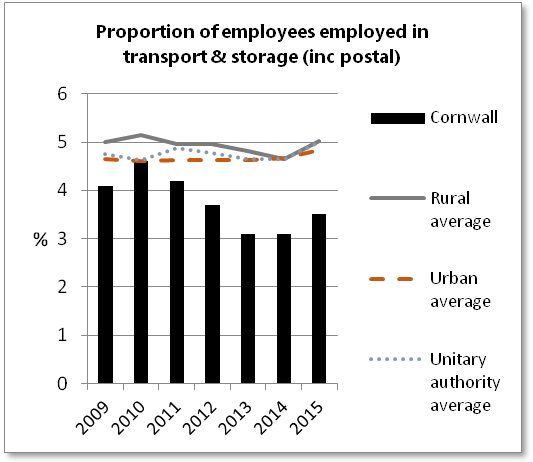 Proportion of employees employed in
transport & storage (inc postal)
6
5
4
3
2
1
0
%
2009
2010
2011
2012
2013
2014
2015
Cornwall
Rural
average
Urban
average
Unitary
authority
average